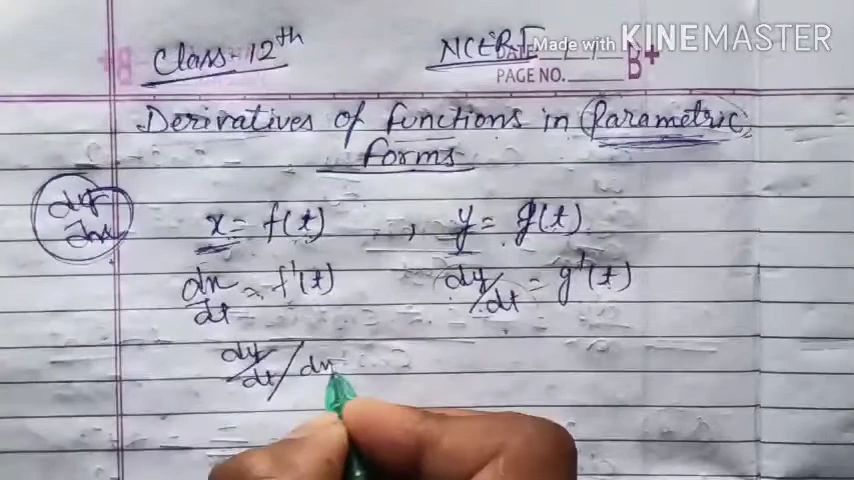 Class-12th NCERT Made with KINEMASTER
DATE
PAGE NO. B+
Derivatives of functions in Parametric
forms
dy/dx
x = f(t) , y = g(t)
dx/dt = f'(t) dy/dt = g'(t)
dy/dt / dx